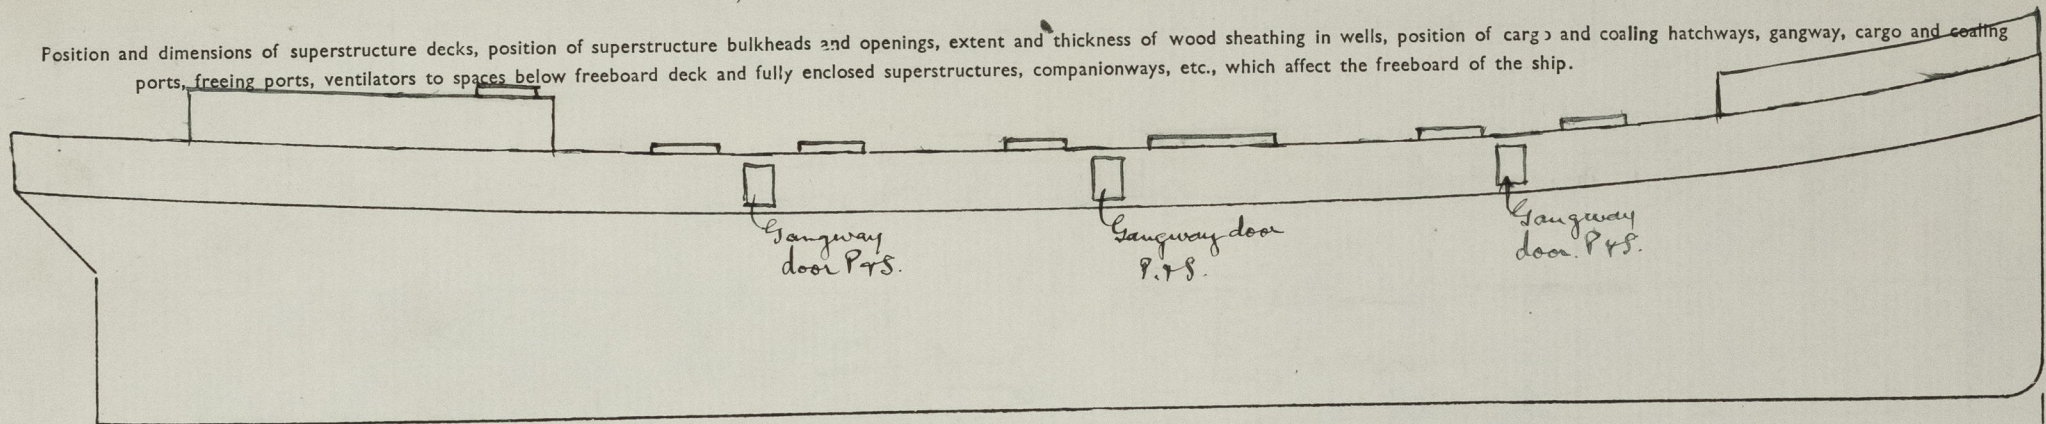 Position and dimensions of superstructure decks, position of superstructure bulkheads and openings, extent and thickness of wood sheathing in wells, position of cargo and coaling hatchways, gangway, cargo and coaling
ports, freeing ports, ventilators to spaces below freeboard deck and fully enclosed superstructures, companionways, etc., which affect the freeboard of the ship.
Gangway
door P & S.
Gangway door
P. & S.
Gangway
door. P & S.